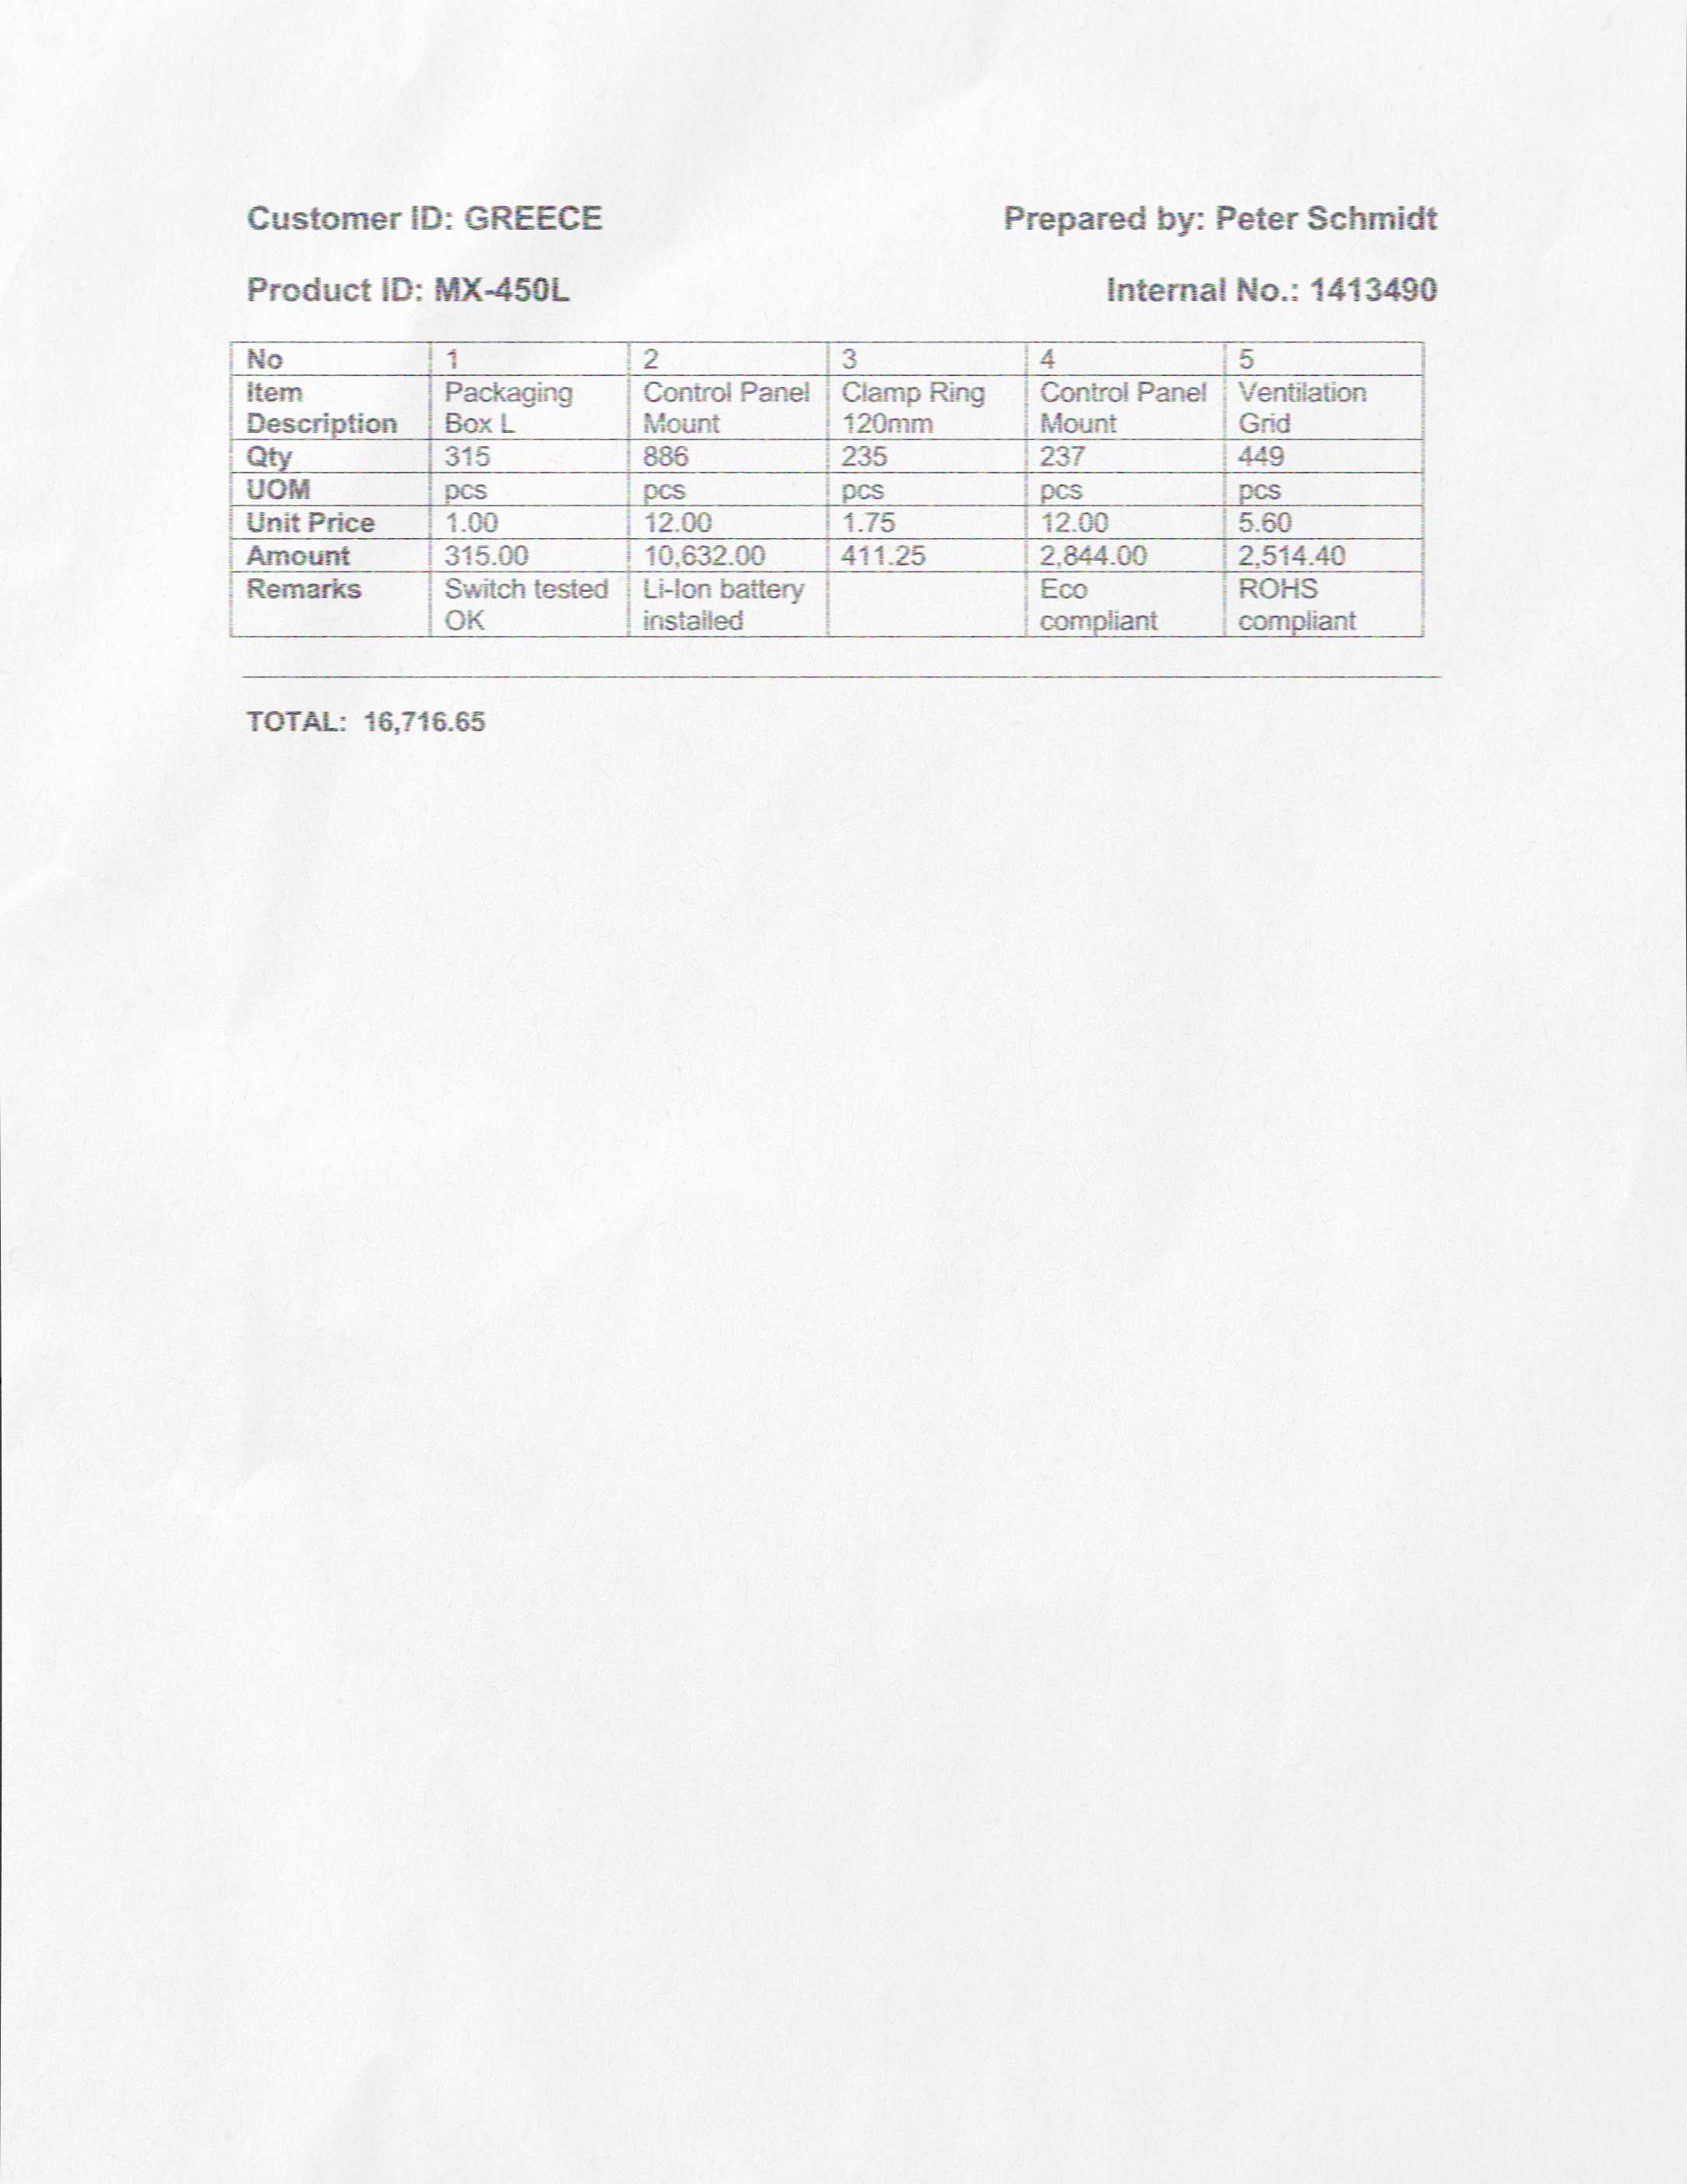 Customer ID: GREECE Prepared by: Peter Schmidt
Product ID: MX-450L Internal No.: 1413490
No 1 2 3 4 5
Item Packaging Control Panel Clamp Ring Control Panel Ventilation
Description Box L Mount 120mm Mount Grid
Qty 315 886 235 237 449
UOM pcs pcs pcs pcs pcs
Unit Price 1.00 12.00 1.75 12.00 5.60
Amount 315.00 10,632.00 411.25 2,844.00 2,514.40
Remarks Switch tested Li-Ion battery Eco ROHS
OK installed compliant compliant
TOTAL: 16,716.65